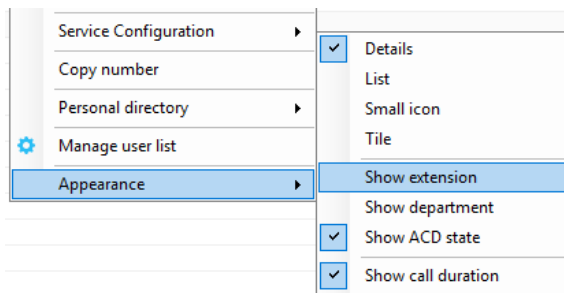 Service Configuration
Copy number
Personal directory
Manage user list
Appearance
Details
List
Small icon
Tile
Show extension
Show department
Show ACD state
Show call duration